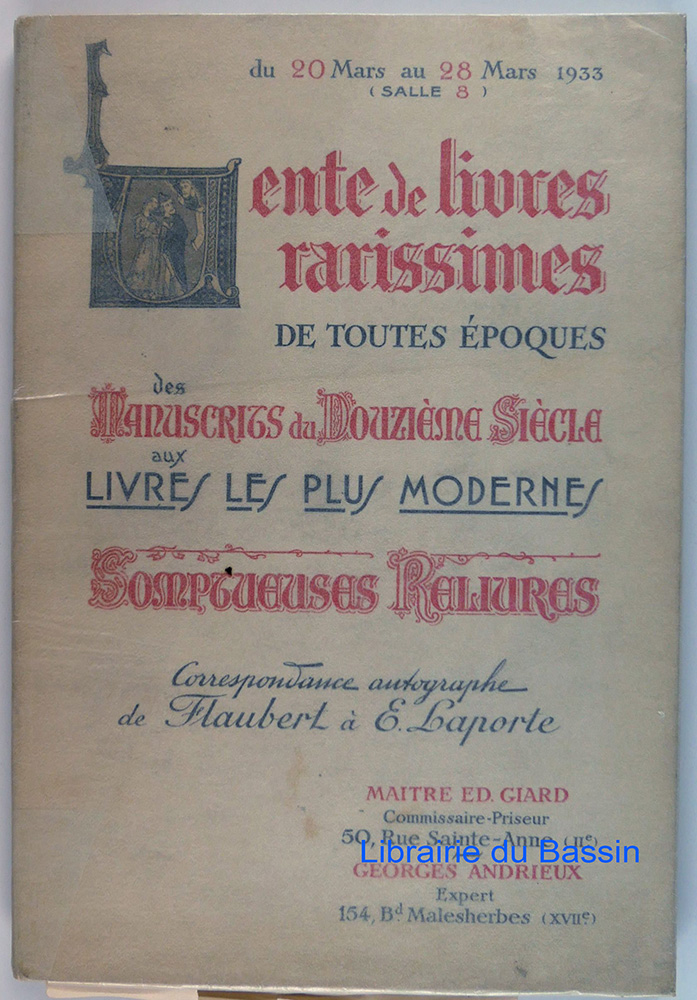 du 20 Mars au 28 Mars 1933
( SALLE 8 )
Vente de livres
rarissimes
DE TOUTES ÉPOQUES
des
Manuscrits du Douzième Siècle
aux
LIVRES LES PLUS MODERNES
Somptueuses Reliures
Correspondance autographe
de Flaubert à E. Laporte
MAITRE ED. GIARD
Commissaire-Priseur
50, Rue Sainte-Anne (IIe)
Librairie du Bassin
GEORGES ANDRIEUX
Expert
154, Bd Malesherbes (XVIIe)